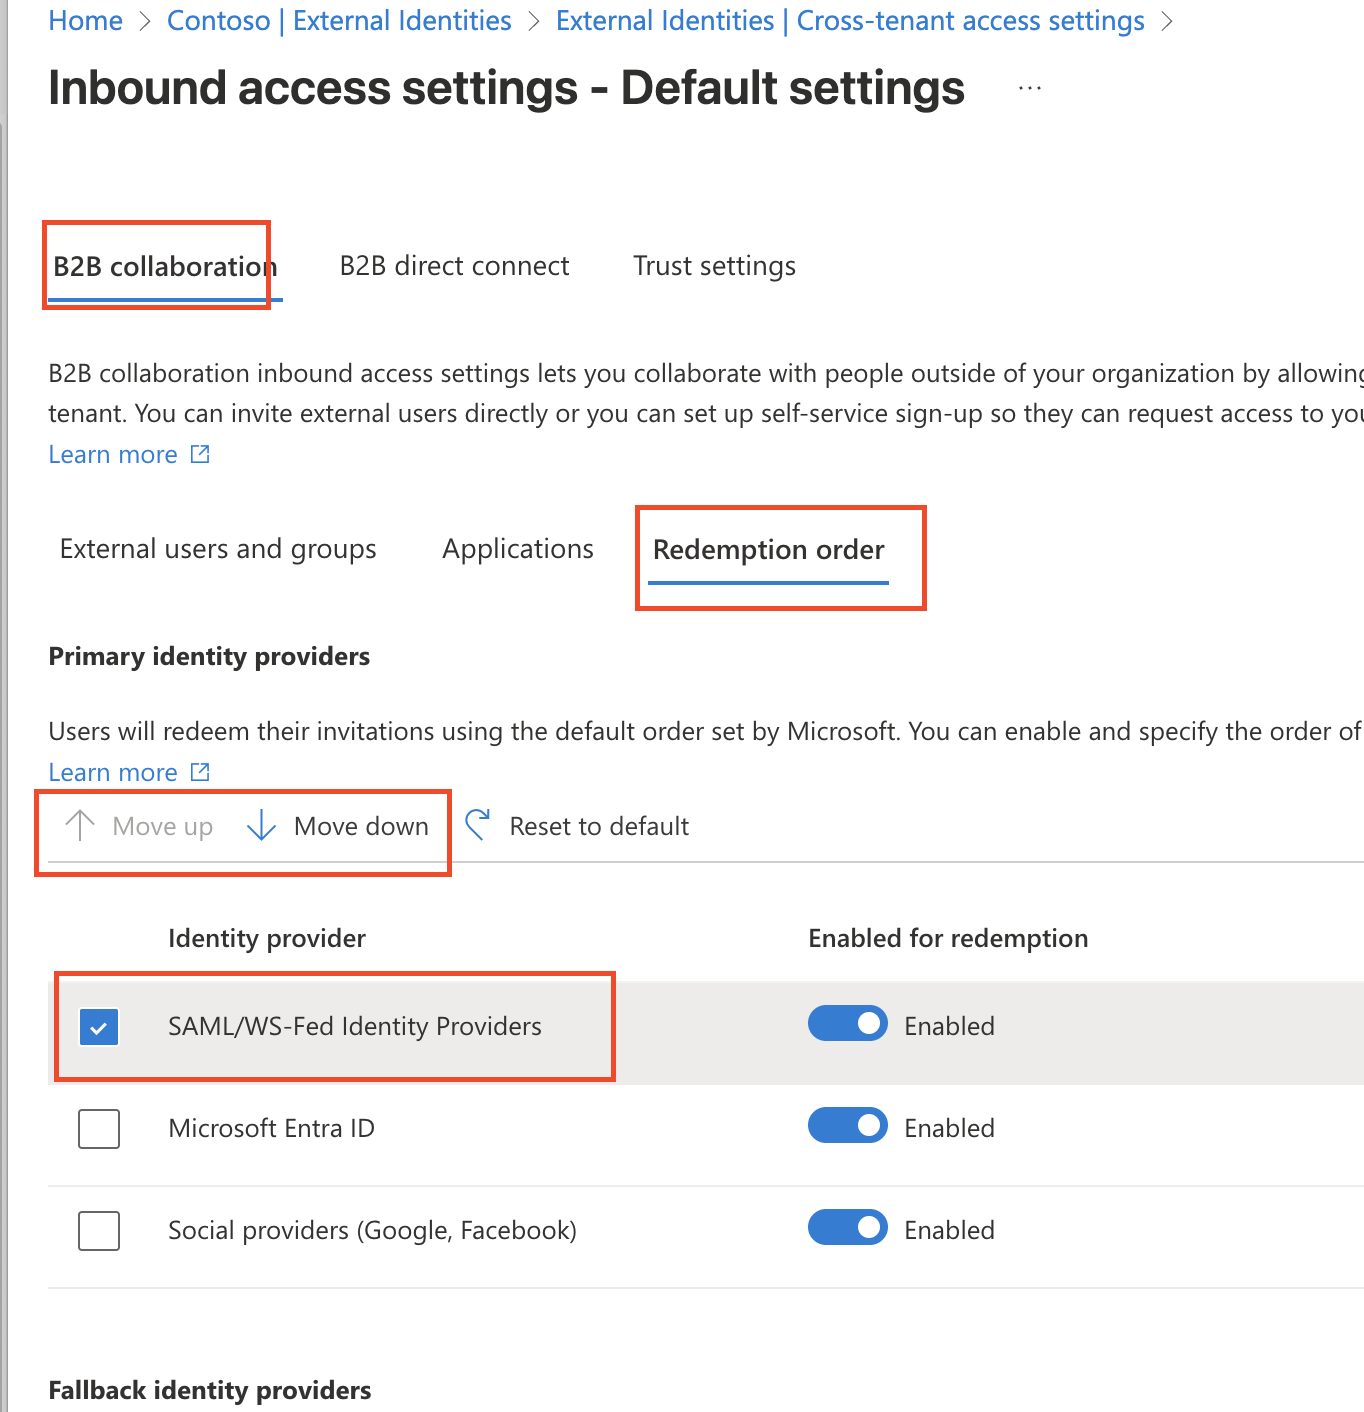 Home > Contoso | External Identities > External Identities | Cross-tenant access settings >
Inbound access settings - Default settings ...
B2B collaboration B2B direct connect Trust settings
B2B collaboration inbound access settings lets you collaborate with people outside of your organization by allowing
tenant. You can invite external users directly or you can set up self-service sign-up so they can request access to you
Learn more
External users and groups Applications Redemption order
Primary identity providers
Users will redeem their invitations using the default order set by Microsoft. You can enable and specify the order of
Learn more
Move up Move down Reset to default
Identity provider Enabled for redemption
SAML/WS-Fed Identity Providers Enabled
Microsoft Entra ID Enabled
Social providers (Google, Facebook) Enabled
Fallback identity providers